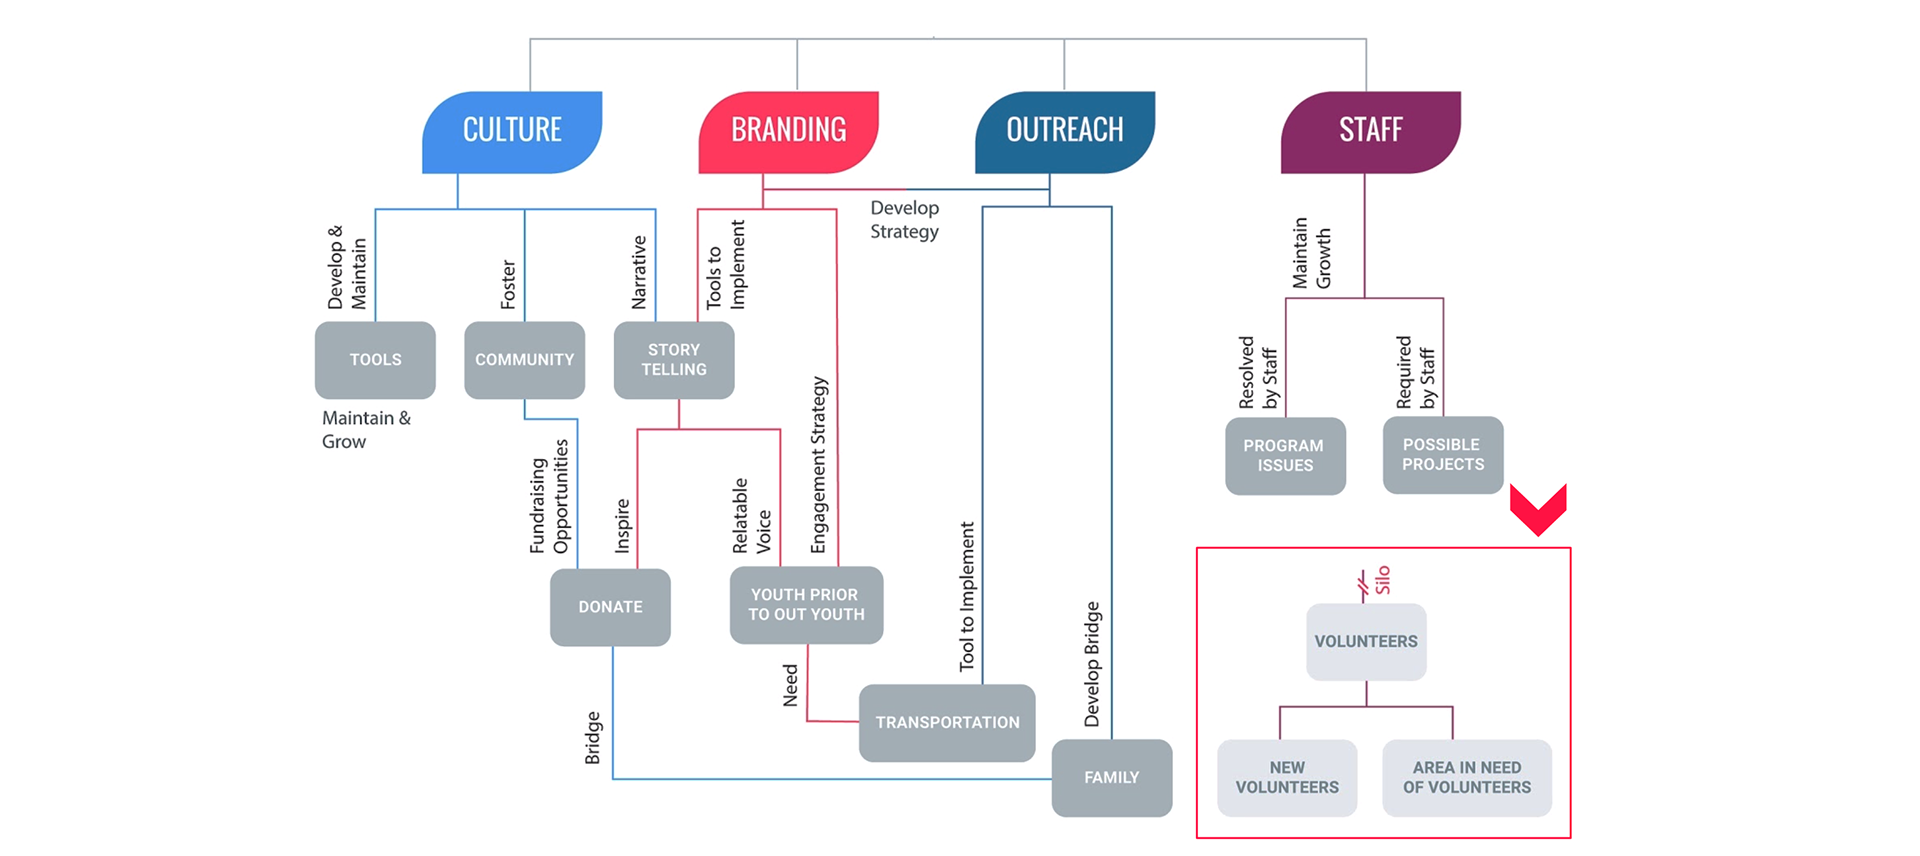 CULTURE
BRANDING
OUTREACH
STAFF
Develop
Strategy
Develop &
Maintain
Foster
Narrative
Tools to
Implement
Maintain
Growth
TOOLS
COMMUNITY
STORY
TELLING
Maintain &
Grow
Resolved
by Staff
Required
by Staff
PROGRAM
ISSUES
POSSIBLE
PROJECTS
Fundraising
Opportunities
Inspire
Relatable
Voice
Engagement Strategy
Tool to Implement
Develop Bridge
DONATE
YOUTH PRIOR
TO OUT YOUTH
Need
Bridge
TRANSPORTATION
FAMILY
Silo
VOLUNTEERS
NEW
VOLUNTEERS
AREA IN NEED
OF VOLUNTEERS